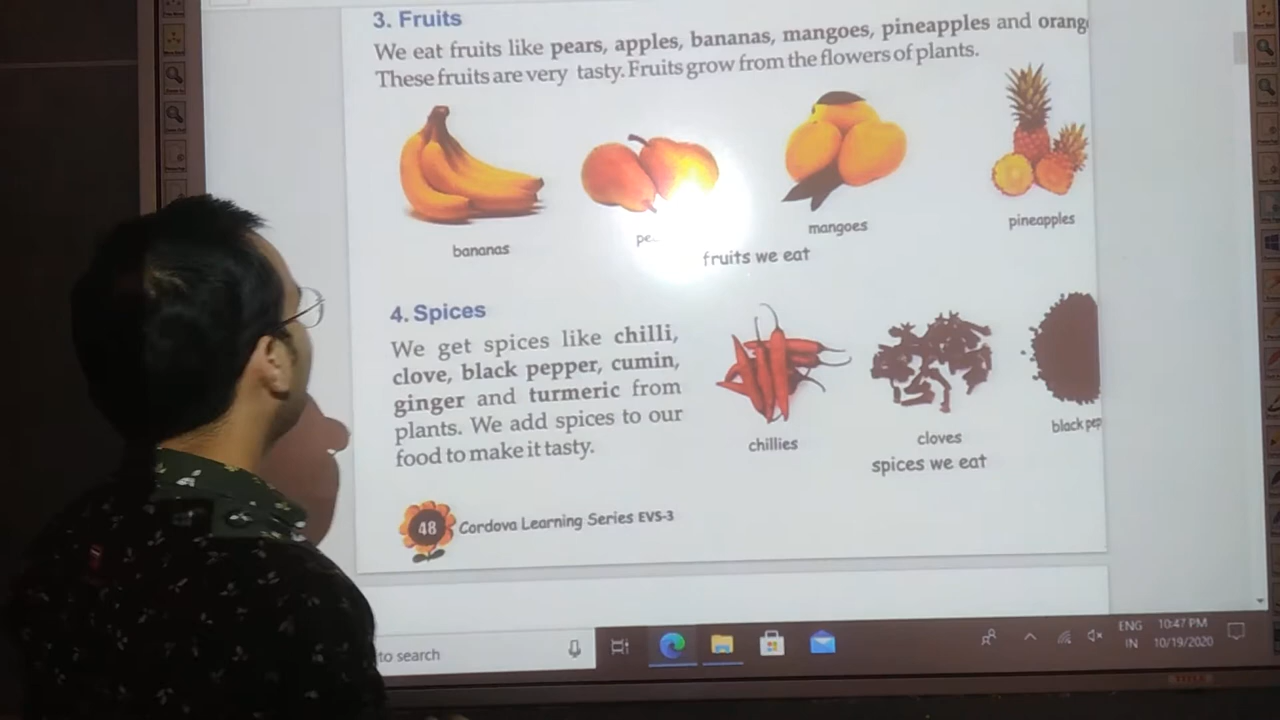 3. Fruits
We eat fruits like pears, apples, bananas, mangoes, pineapples and orang
These fruits are very tasty. Fruits grow from the flowers of plants.
bananas
pe
mangoes
pineapples
fruits we eat
4. Spices
We get spices like chilli,
clove, black pepper, cumin,
ginger and turmeric from
plants. We add spices to our
food to make it tasty.
chillies
cloves
black pep
spices we eat
48 Cordova Learning Series EVS-3
to search
ENG 10:47 PM
IN 10/19/2020